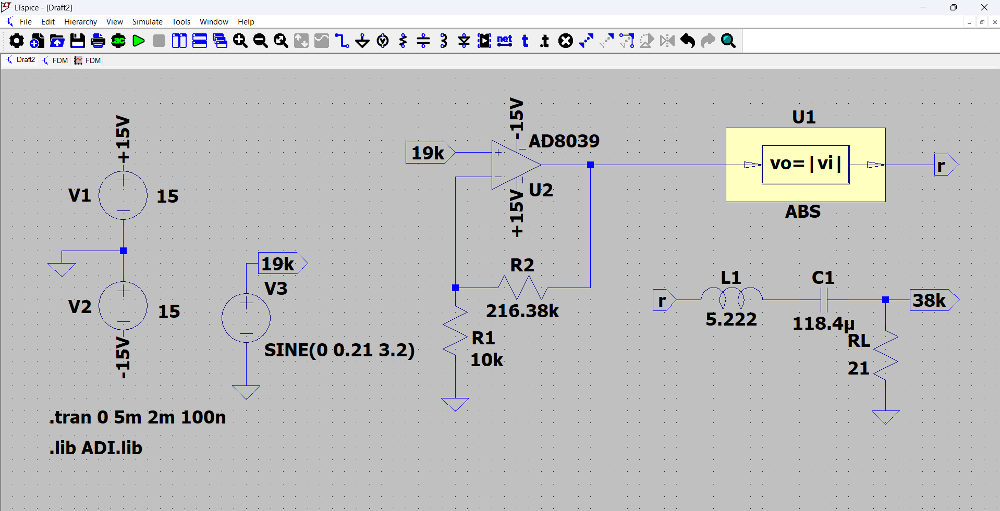 LTspice - [Draft2]
File Edit Hierarchy View Simulate Tools Window Help
.ac
net t .t
Draft2 FDM FDM
+15V
V1
15
V2
15
-15V
19k
V3
SINE(0 0.21 3.2)
.tran 0 5m 2m 100n
.lib ADI.lib
19k
-15V
AD8039
U2
+15V
R2
216.38k
R1
10k
U1
vo=|vi|
ABS
r
r
L1
5.222
C1
118.4µ
38k
RL
21